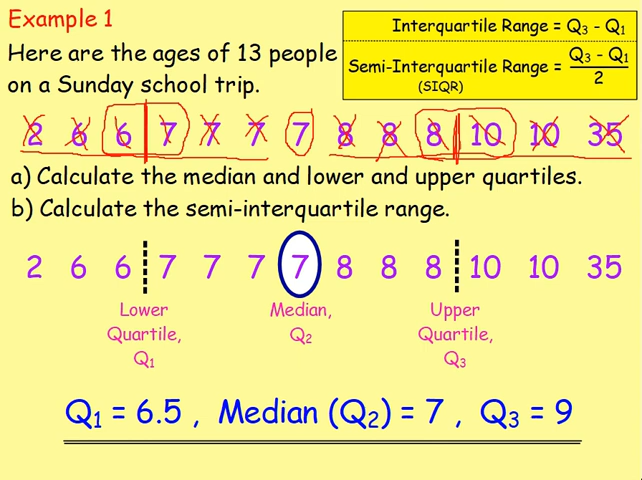 Example 1
Interquartile Range = Q₃ - Q₁
Here are the ages of 13 people
on a Sunday school trip.
Semi-Interquartile Range = (Q₃ - Q₁)/2
(SIQR)
2 6 6 7 7 7 7 8 8 8 10 10 35
a) Calculate the median and lower and upper quartiles.
b) Calculate the semi-interquartile range.
2 6 6 7 7 7 7 8 8 8 10 10 35
Lower Median, Upper
Quartile, Q₂ Quartile,
Q₁ Q₃
Q₁ = 6.5 , Median (Q₂) = 7 , Q₃ = 9